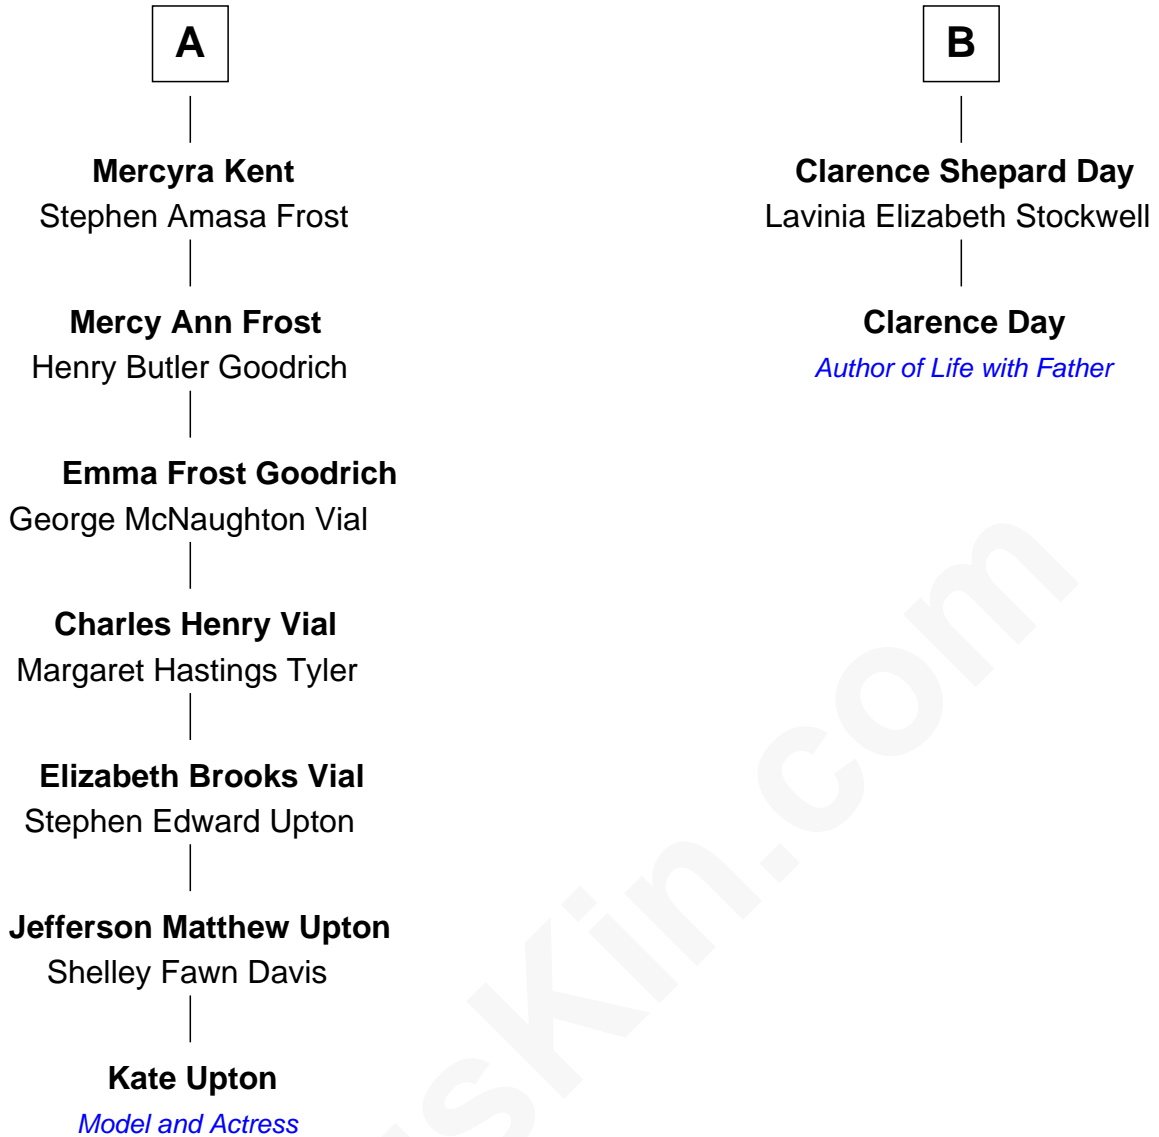 A
Mercyra Kent
Stephen Amasa Frost
Mercy Ann Frost
Henry Butler Goodrich
Emma Frost Goodrich
George McNaughton Vial
Charles Henry Vial
Margaret Hastings Tyler
Elizabeth Brooks Vial
Stephen Edward Upton
Jefferson Matthew Upton
Shelley Fawn Davis
Kate Upton
Model and Actress
B
Clarence Shepard Day
Lavinia Elizabeth Stockwell
Clarence Day
Author of Life with Father
sKin.com